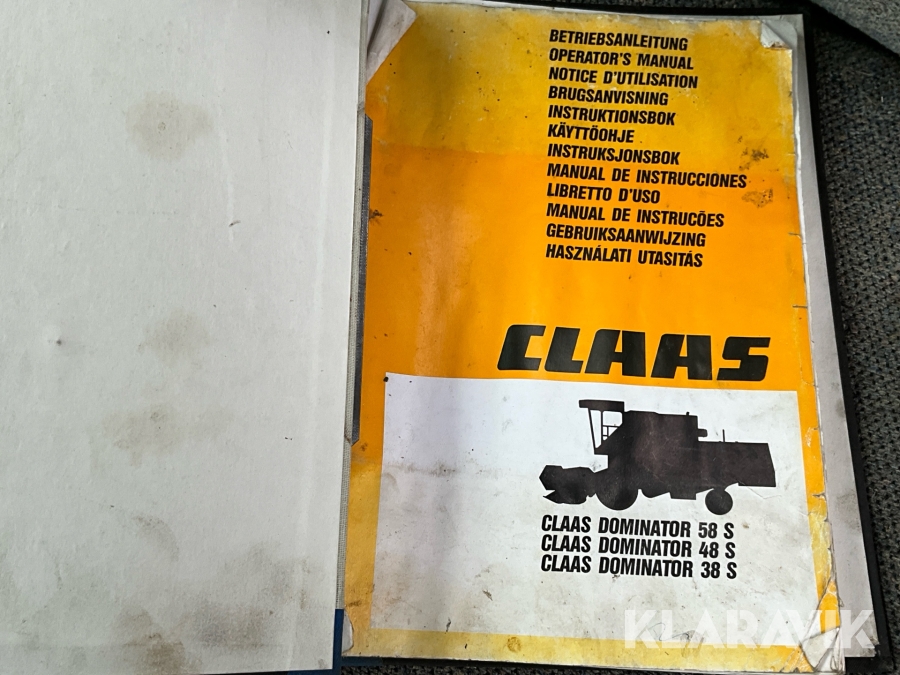 BETRIEBSANLEITUNG
OPERATOR'S MANUAL
NOTICE D'UTILISATION
BRUGSANVISNING
INSTRUKTIONSBOK
KÄYTTÖOHJE
INSTRUKSJONSBOK
MANUAL DE INSTRUCCIONES
LIBRETTO D'USO
MANUAL DE INSTRUCÕES
GEBRUIKSAANWIJZING
HASZNÁLATI UTASITÁS
CLAAS
CLAAS DOMINATOR 58 S
CLAAS DOMINATOR 48 S
CLAAS DOMINATOR 38 S
KLARAVIK